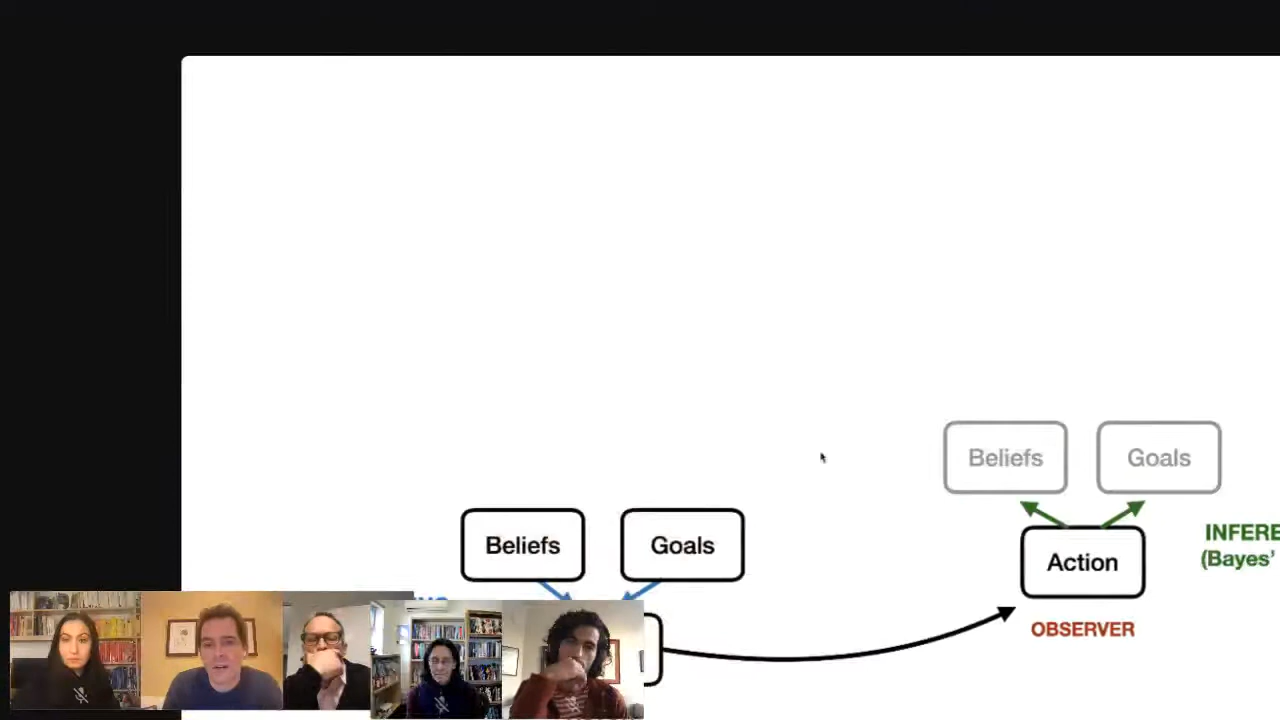 Beliefs Goals
Beliefs Goals
INFERE
Action
(Bayes'
OBSERVER